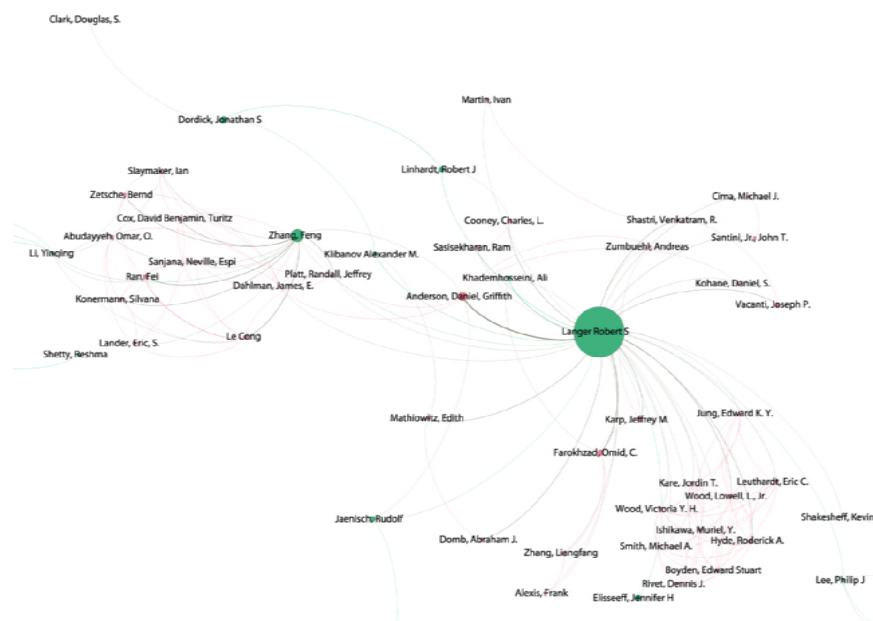 Clark, Douglas, S.
Martin, Ivan
Dordick, Jonathan S
Slaymaker, Ian
Linhardt, Robert J
Zetsche, Bernd
Cima, Michael J.
Cox, David Benjamin, Turitz
Cooney, Charles, L.
Shastri, Venkatram, R.
Abudayyeh, Omar, O.
Zhang, Feng
Santini, Jr., John T.
Li, Yinqing
Klibanov Alexander M.
Sasisekharan, Ram
Zumbuehl, Andreas
Sanjana, Neville, Espi
Ran, Fei
Platt, Randall, Jeffrey
Khademhosseini, Ali
Dahlman, James, E.
Kohane, Daniel, S.
Konermann, Silvana
Anderson, Daniel, Griffith
Vacanti, Joseph P.
Langer Robert S
Le Cong
Lander, Eric, S.
Shetty, Reshma
Mathiowitz, Edith
Karp, Jeffrey M.
Jung, Edward K. Y.
Farokhzad, Omid, C.
Kare, Jordin T.
Leuthardt, Eric C.
Wood, Lowell, L., Jr.
Wood, Victoria Y. H.
Jaenisch, Rudolf
Shakesheff, Kevin
Ishikawa, Muriel, Y.
Domb, Abraham J.
Hyde, Roderick A.
Smith, Michael A.
Zhang, Liangfang
Boyden, Edward Stuart
Lee, Philip J
Rivet, Dennis J.
Alexis, Frank
Elisseeff, Jennifer H